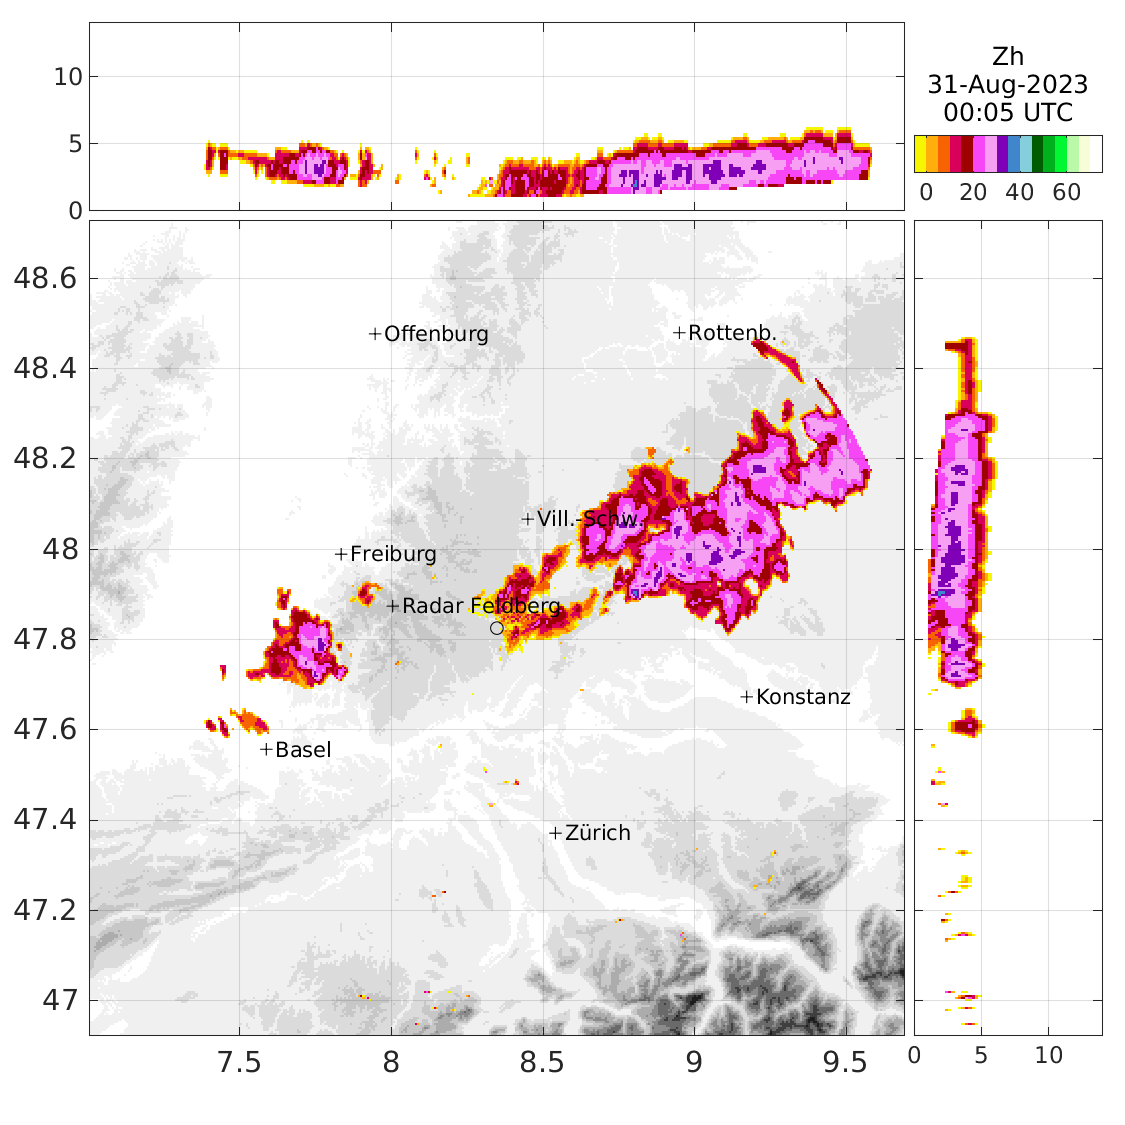 10
5
0
Zh
31-Aug-2023
00:05 UTC
0 20 40 60
48.6
48.4
48.2
48
47.8
47.6
47.4
47.2
47
+Offenburg
+Rottenb.
+Vill.-Schw.
+Freiburg
+Radar Feldberg
+Konstanz
+Basel
+Zürich
7.5 8 8.5 9 9.5
0 5 10